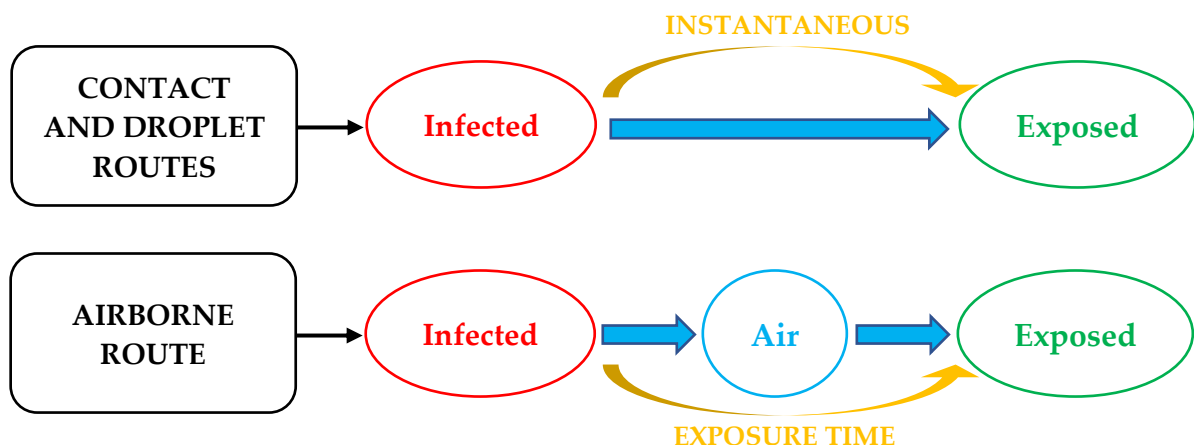 INSTANTANEOUS
CONTACT
AND DROPLET
ROUTES
Infected
Exposed
AIRBORNE
ROUTE
Infected
Air
Exposed
EXPOSURE TIME